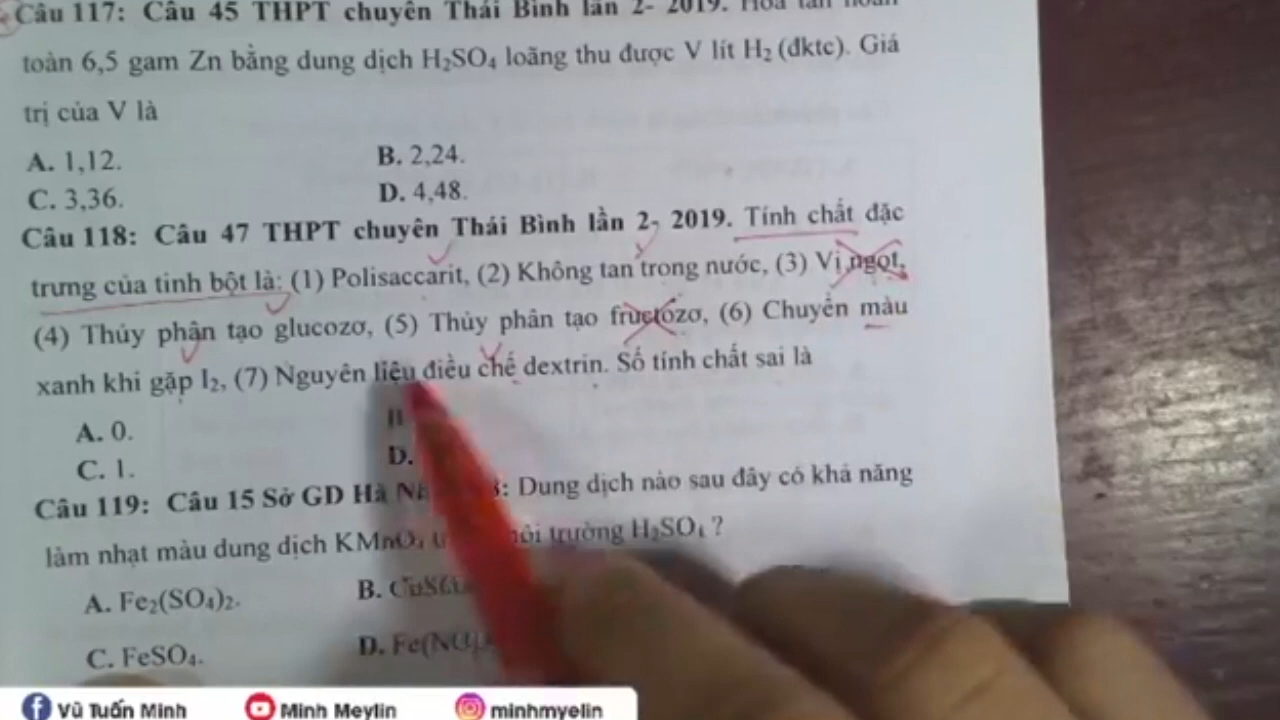 Câu 117: Câu 45 THPT chuyên Thái Bình lần 2- 2019. Hòa tan hoàn
toàn 6,5 gam Zn bằng dung dịch H₂SO₄ loãng thu được V lít H₂ (đktc). Giá
trị của V là
A. 1,12. B. 2,24.
C. 3,36. D. 4,48.
Câu 118: Câu 47 THPT chuyên Thái Bình lần 2- 2019. Tính chất đặc
trưng của tinh bột là: (1) Polisaccarit, (2) Không tan trong nước, (3) Vị ngọt,
(4) Thủy phân tạo glucozơ, (5) Thủy phân tạo fructozơ, (6) Chuyển màu
xanh khi gặp I₂, (7) Nguyên liệu điều chế dextrin. Số tính chất sai là
A. 0.
C. 1. D.
Câu 119: Câu 15 Sở GD Hà : Dung dịch nào sau đây có khả năng
làm nhạt màu dung dịch KMnO₄ môi trường H₂SO₄ ?
A. Fe₂(SO₄)₂. B.
C. FeSO₄. D.
Vũ Tuấn Minh Minh Meylin minhmyelin